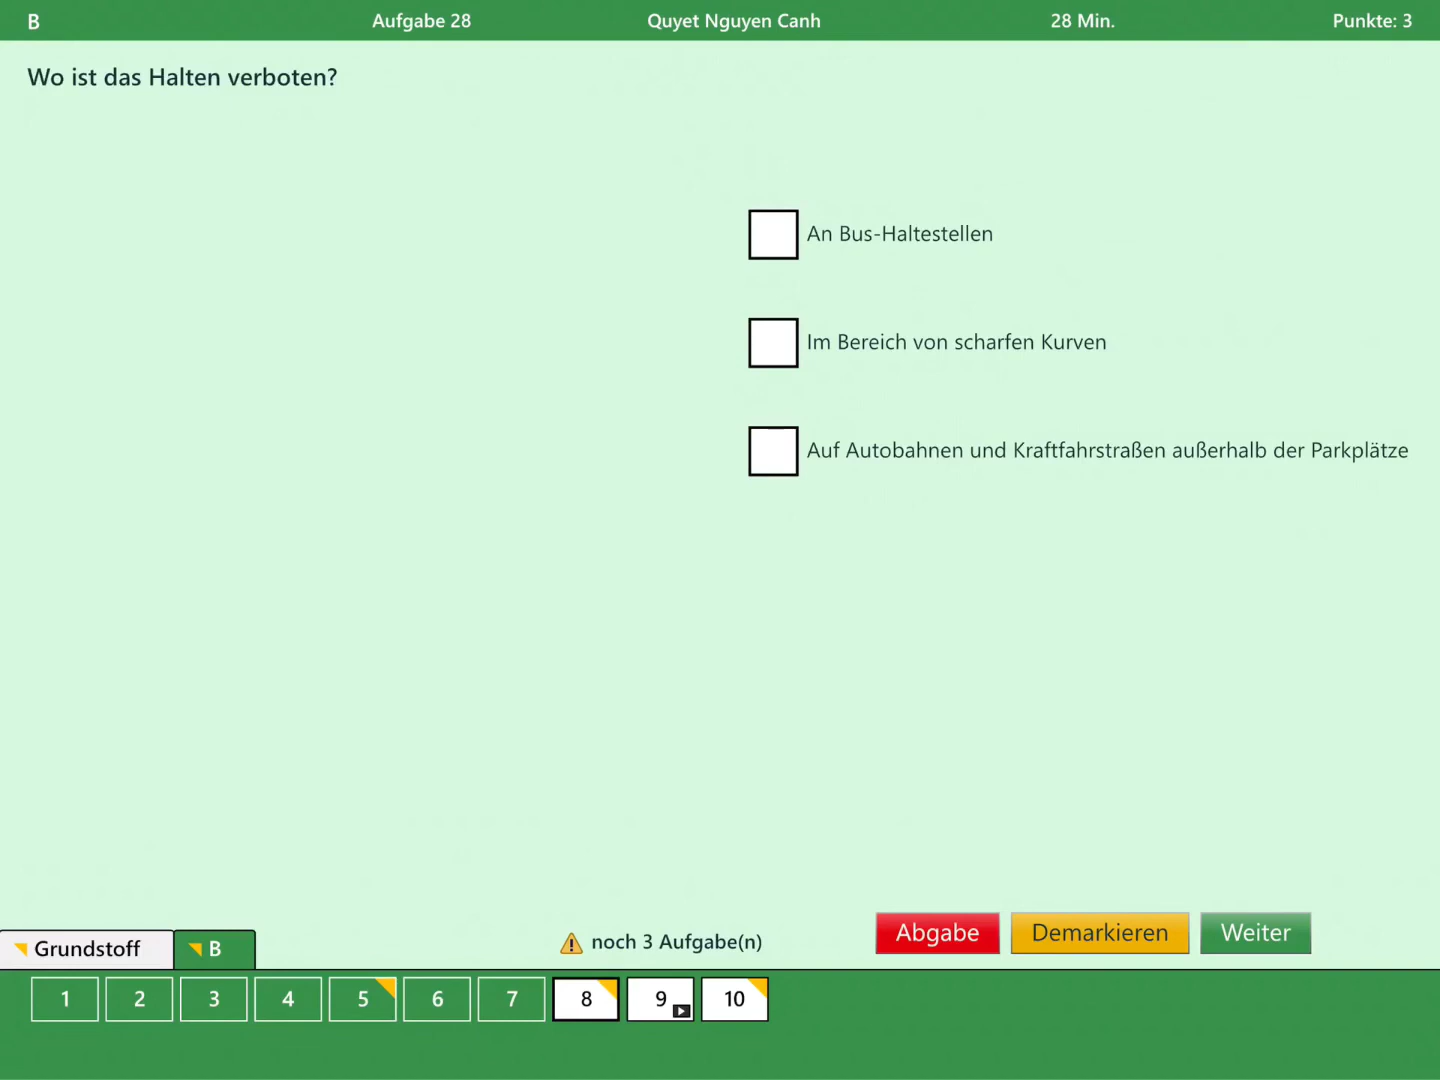 B Aufgabe 28 Quyet Nguyen Canh 28 Min. Punkte: 3
Wo ist das Halten verboten?
An Bus-Haltestellen
Im Bereich von scharfen Kurven
Auf Autobahnen und Kraftfahrstraßen außerhalb der Parkplätze
Grundstoff B noch 3 Aufgabe(n) Abgabe Demarkieren Weiter
1 2 3 4 5 6 7 8 9 10